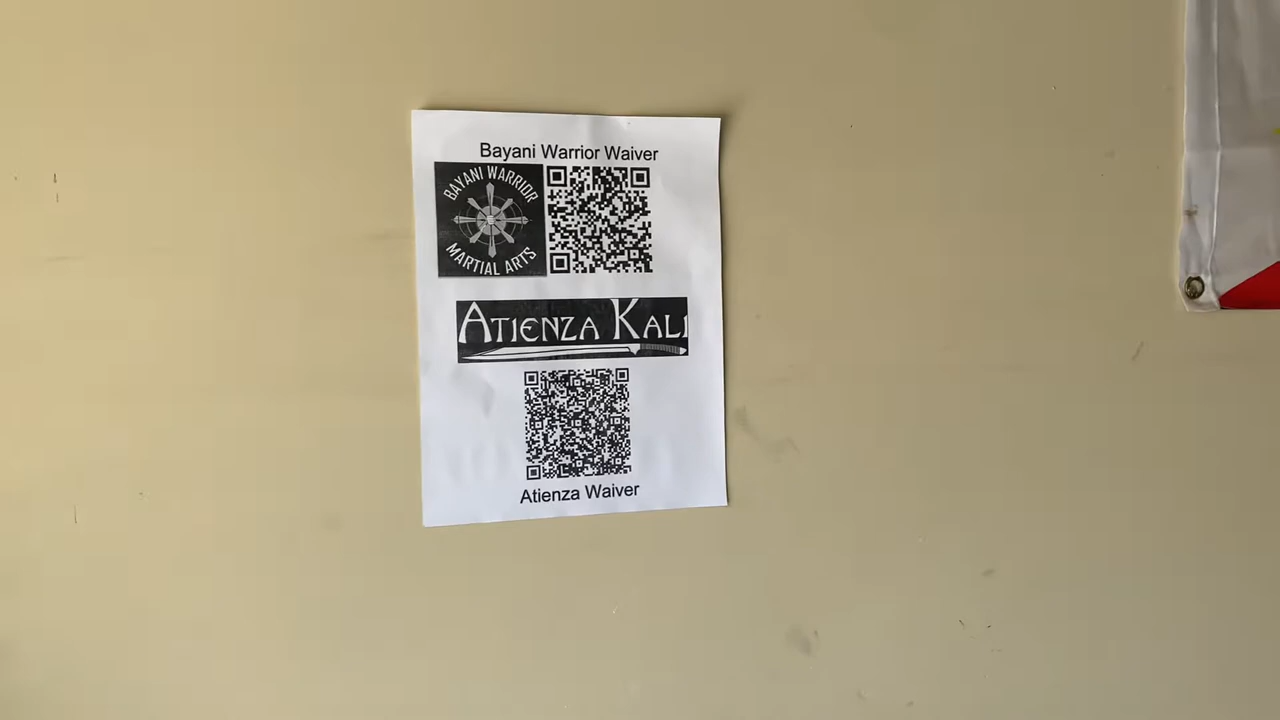 Bayani Warrior Waiver
BAYANI WARRIOR
MARTIAL ARTS
ATIENZA KALI
Atienza Waiver